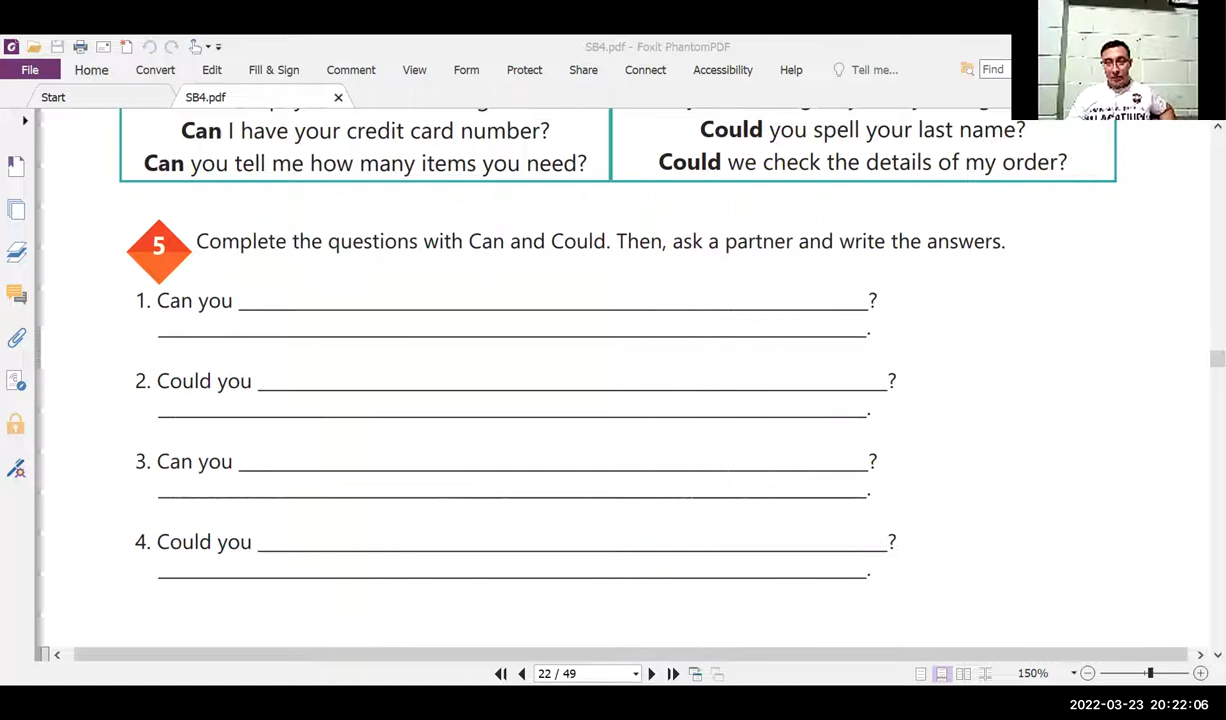 SB4.pdf - Foxit PhantomPDF
File Home Convert Edit Fill & Sign Comment View Form Protect Share Connect Accessibility Help Tell me... Find
Start SB4.pdf
Can I have your credit card number?
Can you tell me how many items you need?
Could you spell your last name?
Could we check the details of my order?
5 Complete the questions with Can and Could. Then, ask a partner and write the answers.
1. Can you ?
.
2. Could you ?
.
3. Can you ?
.
4. Could you ?
.
22 / 49 150%
2022-03-23 20:22:06